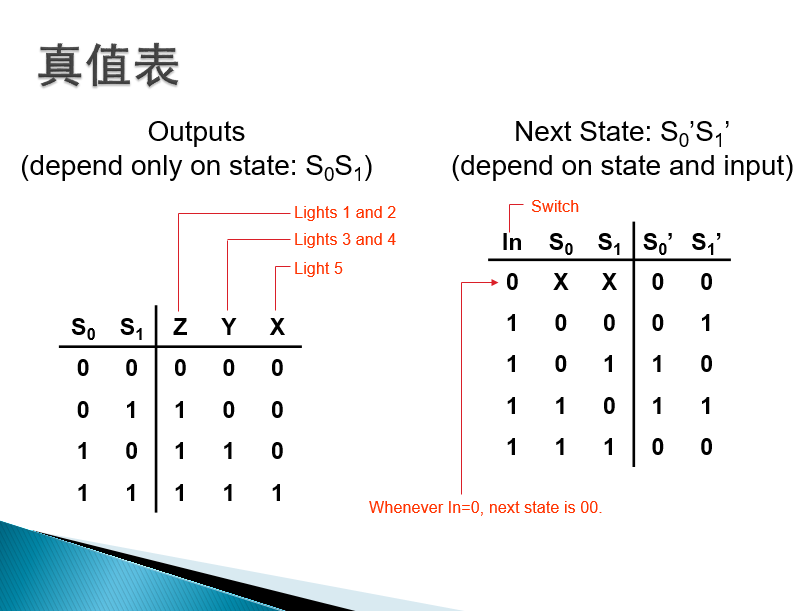 真值表
Outputs
(depend only on state: S0S1)
Lights 1 and 2
Lights 3 and 4
Light 5
S0 S1 Z Y X
0 0 0 0 0
0 1 1 0 0
1 0 1 1 0
1 1 1 1 1
Next State: S0’S1’
(depend on state and input)
Switch
In S0 S1 S0’ S1’
0 X X 0 0
1 0 0 0 1
1 0 1 1 0
1 1 0 1 1
1 1 1 0 0
Whenever In=0, next state is 00.